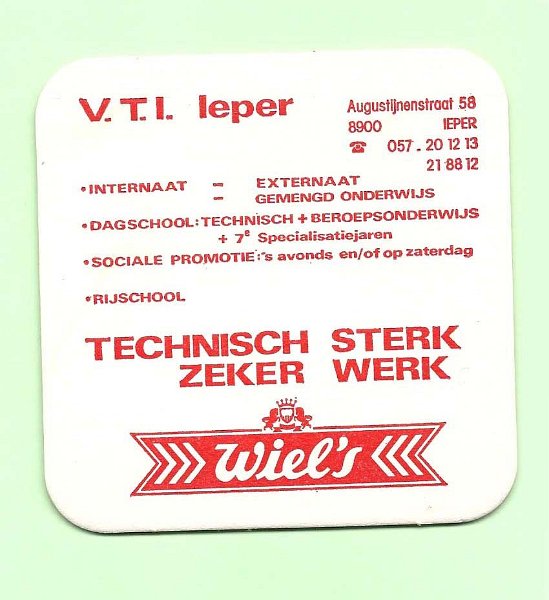 V.T.I. Ieper
Augustijnenstraat 58
8900 IEPER
☎ 057 . 20 12 13
21 88 12
• INTERNAAT – EXTERNAAT
– GEMENGD ONDERWIJS
• DAGSCHOOL: TECHNISCH + BEROEPSONDERWIJS
+ 7e Specialisatiejaren
• SOCIALE PROMOTIE: 's avonds en/of op zaterdag
• RIJSCHOOL
TECHNISCH STERK
ZEKER WERK
Wiel's